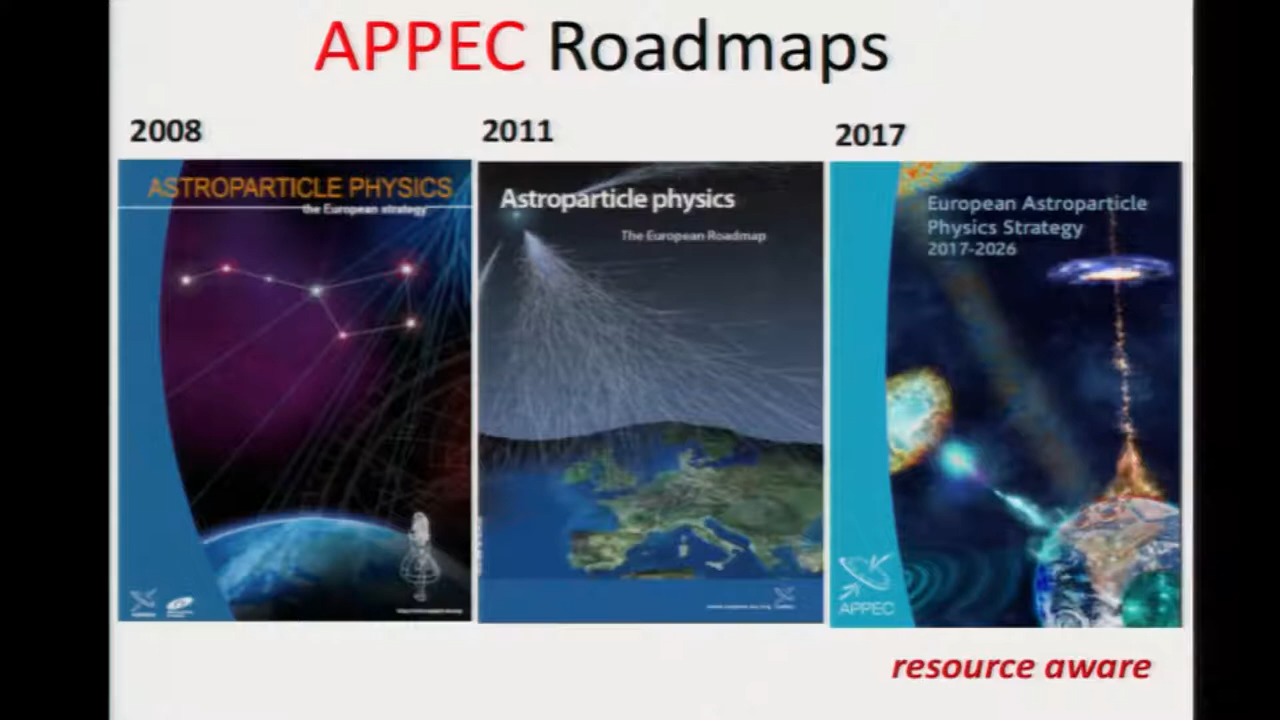 APPEC Roadmaps
2008
2011
2017
ASTROPARTICLE PHYSICS
the European strategy
Astroparticle physics
The European Roadmap
European Astroparticle
Physics Strategy
2017-2026
APPEC
resource aware